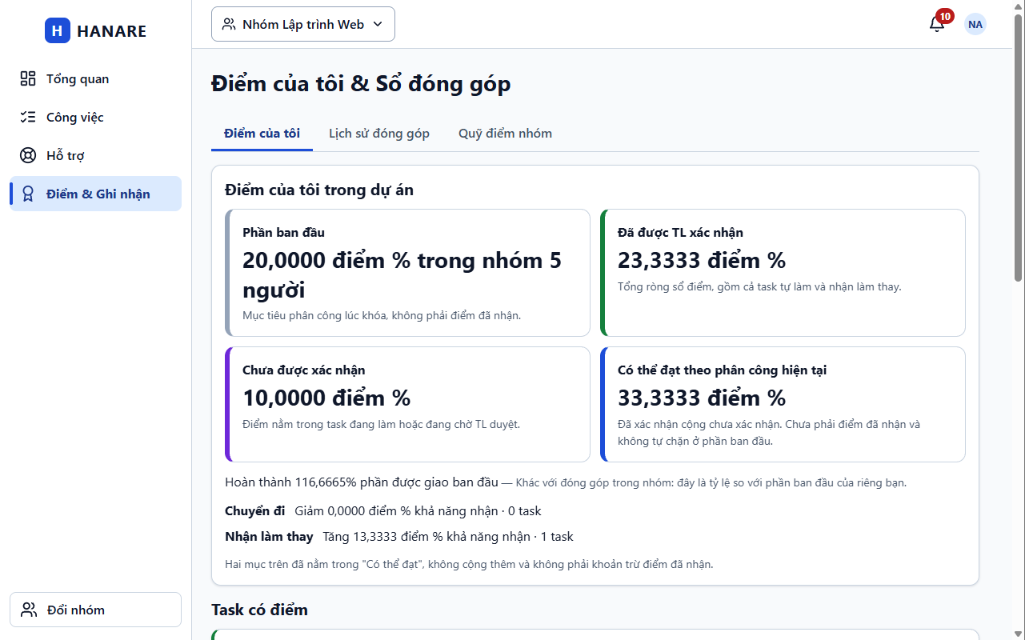 H HANARE
Tổng quan
Công việc
Hỗ trợ
Điểm & Ghi nhận
Đổi nhóm
Nhóm Lập trình Web
10
NA
Điểm của tôi & Sổ đóng góp
Điểm của tôi
Lịch sử đóng góp
Quỹ điểm nhóm
Điểm của tôi trong dự án
Phần ban đầu
20,0000 điểm % trong nhóm 5
người
Mục tiêu phân công lúc khóa, không phải điểm đã nhận.
Đã được TL xác nhận
23,3333 điểm %
Tổng ròng sổ điểm, gồm cả task tự làm và nhận làm thay.
Chưa được xác nhận
10,0000 điểm %
Điểm nằm trong task đang làm hoặc đang chờ TL duyệt.
Có thể đạt theo phân công hiện tại
33,3333 điểm %
Đã xác nhận cộng chưa xác nhận. Chưa phải điểm đã nhận và
không tự chặn ở phần ban đầu.
Hoàn thành 116,6665% phần được giao ban đầu — Khác với đóng góp trong nhóm: đây là tỷ lệ so với phần ban đầu của riêng bạn.
Chuyển đi Giảm 0,0000 điểm % khả năng nhận · 0 task
Nhận làm thay Tăng 13,3333 điểm % khả năng nhận · 1 task
Hai mục trên đã nằm trong "Có thể đạt", không cộng thêm và không phải khoản trừ điểm đã nhận.
Task có điểm